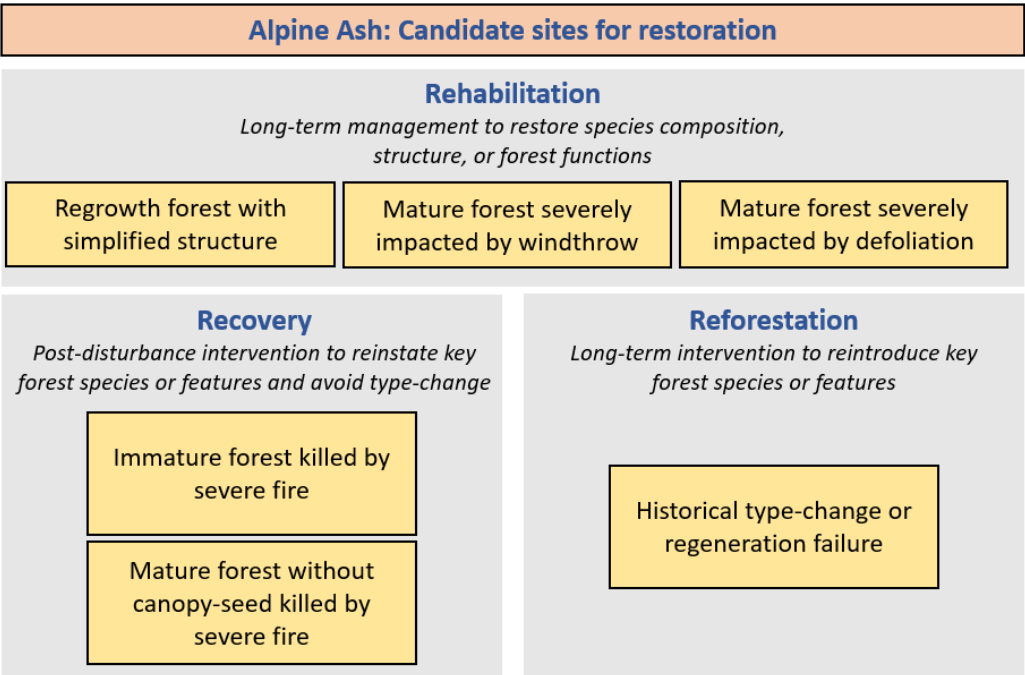 Alpine Ash: Candidate sites for restoration
Rehabilitation
Long-term management to restore species composition,
structure, or forest functions
Regrowth forest with
simplified structure
Mature forest severely
impacted by windthrow
Mature forest severely
impacted by defoliation
Recovery
Post-disturbance intervention to reinstate key
forest species or features and avoid type-change
Immature forest killed by
severe fire
Mature forest without
canopy-seed killed by
severe fire
Reforestation
Long-term intervention to reintroduce key
forest species or features
Historical type-change or
regeneration failure